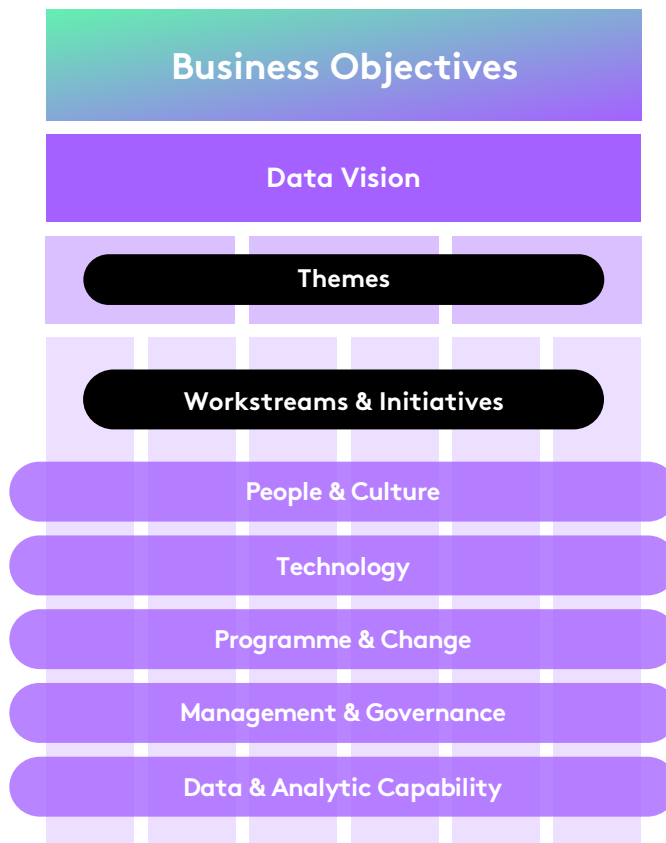 Business Objectives
Data Vision
Themes
Workstreams & Initiatives
People & Culture
Technology
Programme & Change
Management & Governance
Data & Analytic Capability